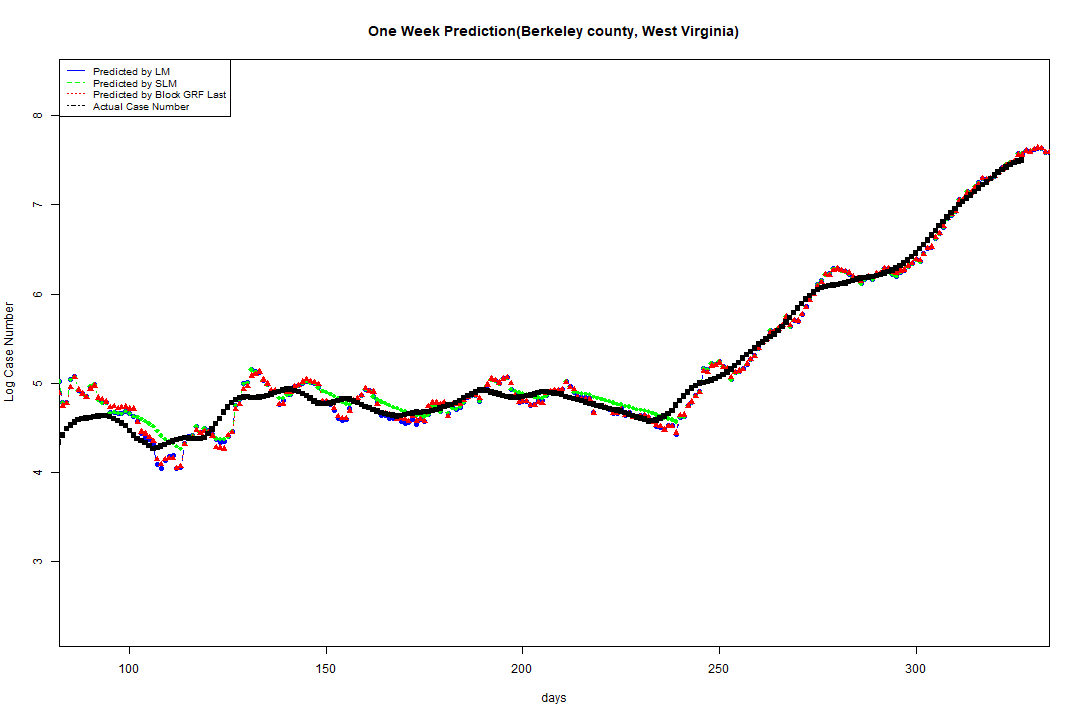 One Week Prediction(Berkeley county, West Virginia)
Predicted by LM
Predicted by SLM
Predicted by Block GRF Last
Actual Case Number
8
7
6
5
4
3
Log Case Number
100 150 200 250 300
days